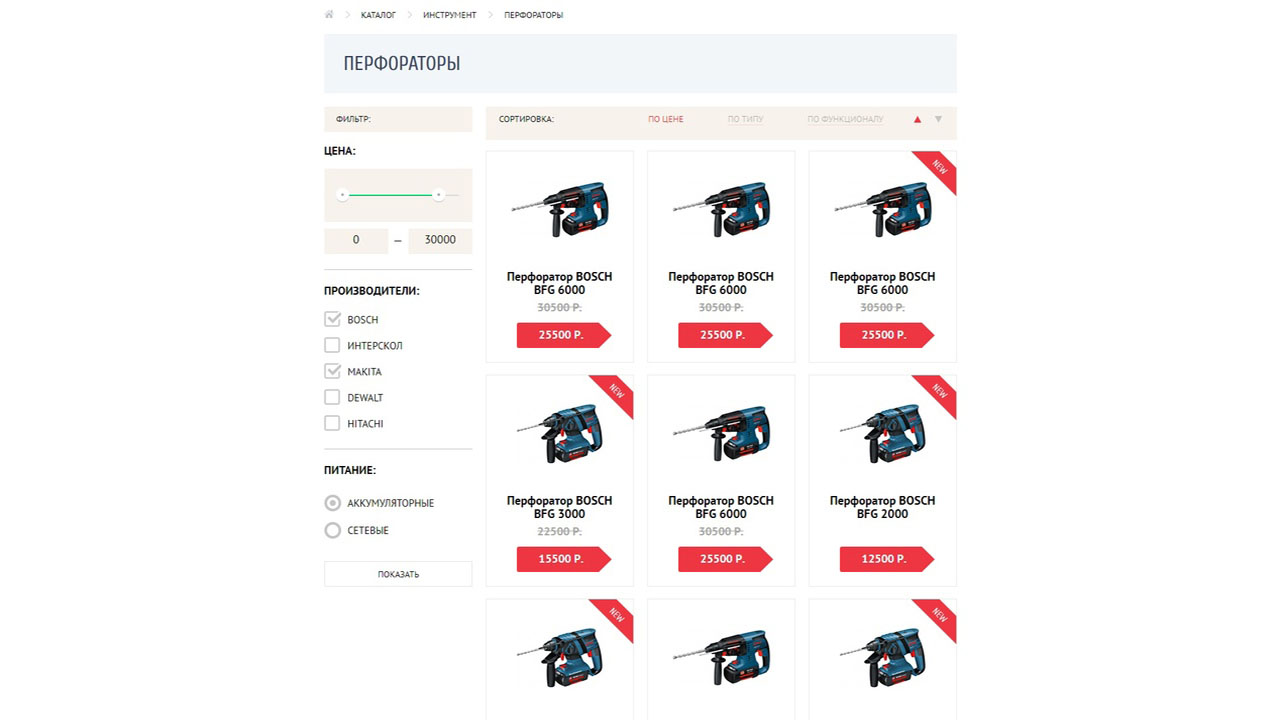 КАТАЛОГ
ИНСТРУМЕНТ
ПЕРФОРАТОРЫ
ПЕРФОРАТОРЫ
ФИЛЬТР:
ЦЕНА:
0 — 30000
ПРОИЗВОДИТЕЛИ:
BOSCH
ИНТЕРСКОЛ
MAKITA
DEWALT
HITACHI
ПИТАНИЕ:
АККУМУЛЯТОРНЫЕ
СЕТЕВЫЕ
ПОКАЗАТЬ
СОРТИРОВКА:
ПО ЦЕНЕ
ПО ТИПУ
ПО ФУНКЦИОНАЛУ
Перфоратор BOSCH
BFG 6000
30500 Р.
25500 Р.
Перфоратор BOSCH
BFG 6000
30500 Р.
25500 Р.
NEW
Перфоратор BOSCH
BFG 6000
30500 Р.
25500 Р.
NEW
Перфоратор BOSCH
BFG 3000
22500 Р.
15500 Р.
Перфоратор BOSCH
BFG 6000
30500 Р.
25500 Р.
NEW
Перфоратор BOSCH
BFG 2000
12500 Р.
NEW
NEW